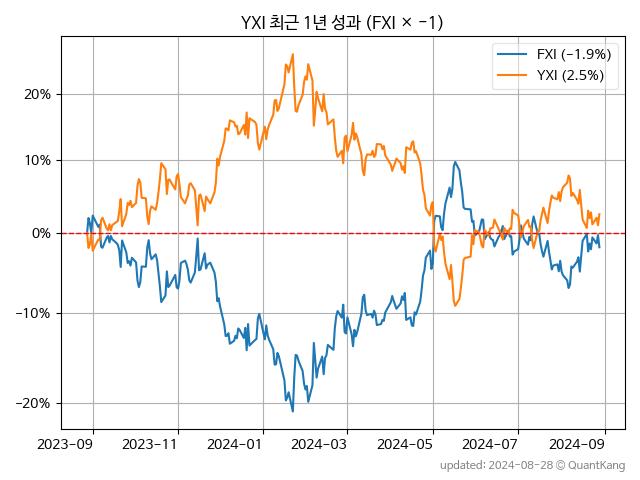 YXI 최근 1년 성과 (FXI × −1)
FXI (−1.9%)
YXI (2.5%)
20%
10%
0%
−10%
−20%
2023-09 2023-11 2024-01 2024-03 2024-05 2024-07 2024-09
updated: 2024-08-28 © QuantKang